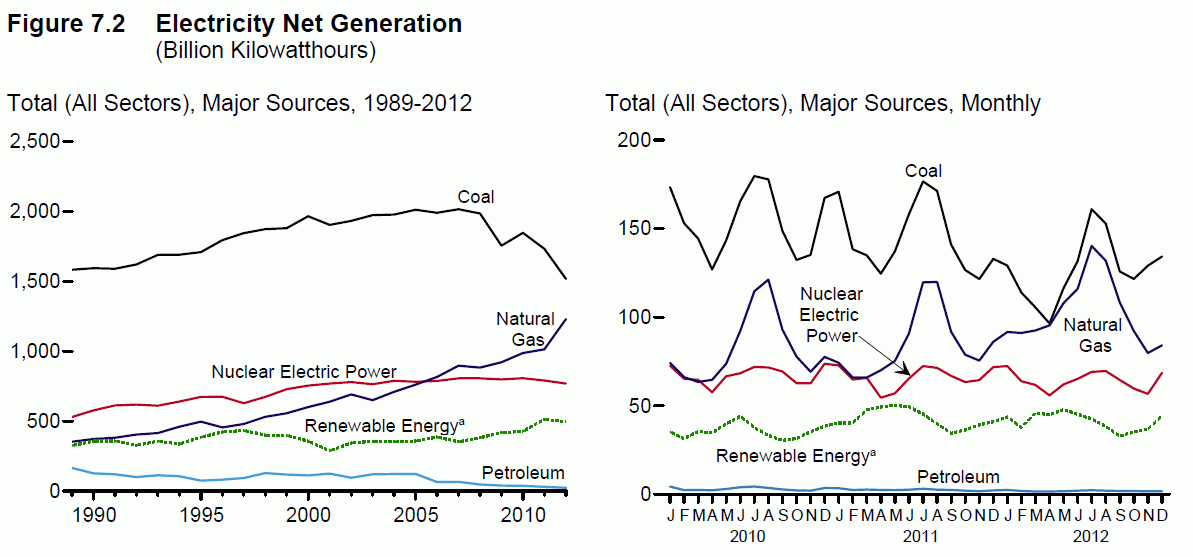 Figure 7.2 Electricity Net Generation
(Billion Kilowatthours)
Total (All Sectors), Major Sources, 1989-2012
2,500
2,000
1,500
1,000
500
0
Coal
Natural
Gas
Nuclear Electric Power
Renewable Energyᵃ
Petroleum
1990 1995 2000 2005 2010
Total (All Sectors), Major Sources, Monthly
200
150
100
50
0
Coal
Nuclear
Electric
Power
Natural
Gas
Renewable Energyᵃ
Petroleum
J F M A M J J A S O N D J F M A M J J A S O N D J F M A M J J A S O N D
2010 2011 2012